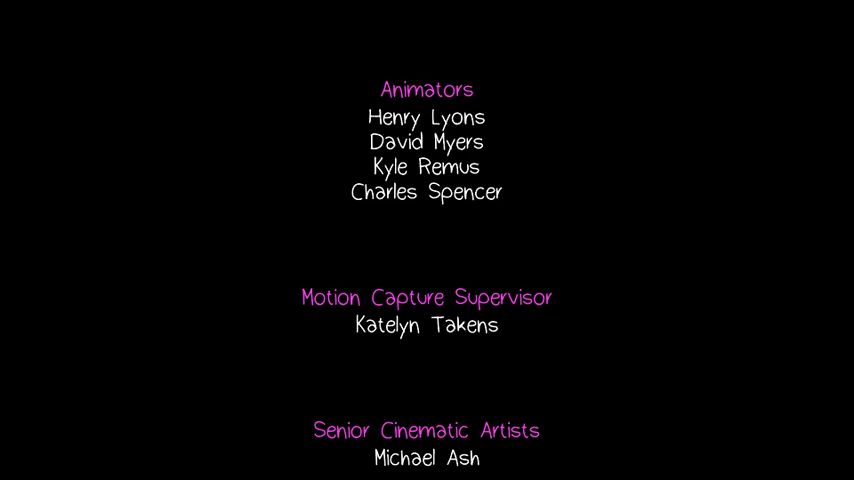 Animators
Henry Lyons
David Myers
Kyle Remus
Charles Spencer
Motion Capture Supervisor
Katelyn Takens
Senior Cinematic Artists
Michael Ash